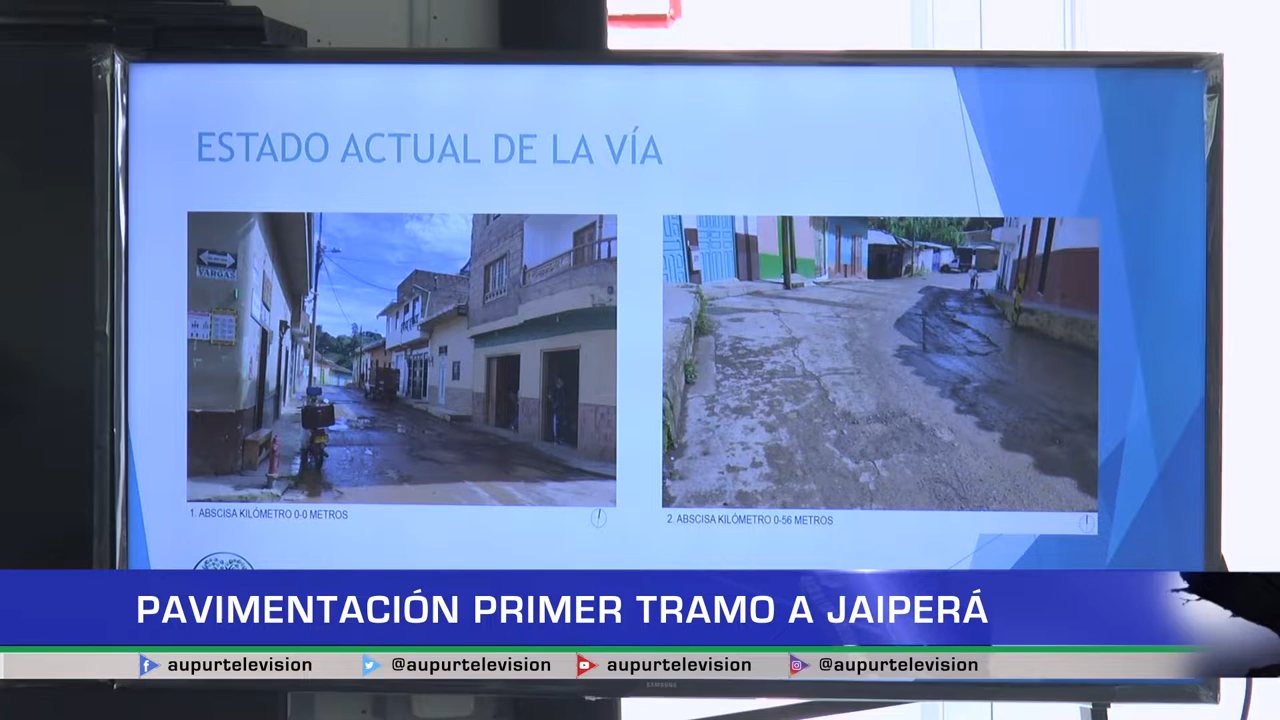 ESTADO ACTUAL DE LA VÍA
VARGAS
1. ABSCISA KILÓMETRO 0-0 METROS
2. ABSCISA KILÓMETRO 0-56 METROS
PAVIMENTACIÓN PRIMER TRAMO A JAIPERÁ
aupurtelevision @aupurtelevision aupurtelevision @aupurtelevision
SAMSUNG